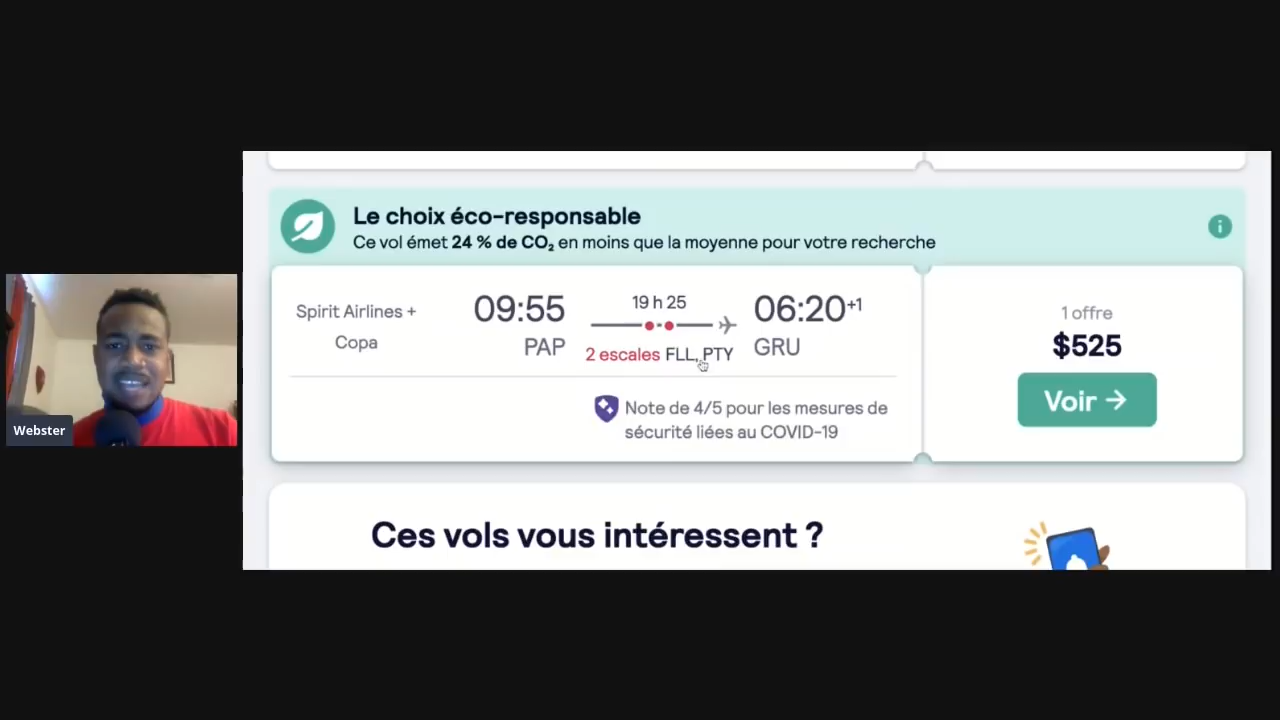 Webster
Le choix éco-responsable
Ce vol émet 24 % de CO₂ en moins que la moyenne pour votre recherche
Spirit Airlines +
Copa
09:55
PAP
19 h 25
2 escales FLL, PTY
06:20+1
GRU
Note de 4/5 pour les mesures de
sécurité liées au COVID-19
1 offre
$525
Voir →
Ces vols vous intéressent ?